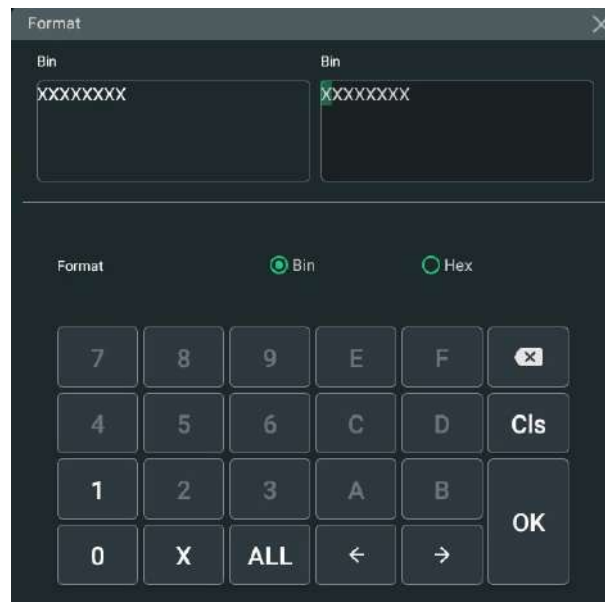 Format
Bin Bin
XXXXXXXX XXXXXXXX
Format Bin Hex
7 8 9 E F
4 5 6 C D Cls
1 2 3 A B
OK
0 X ALL ← →